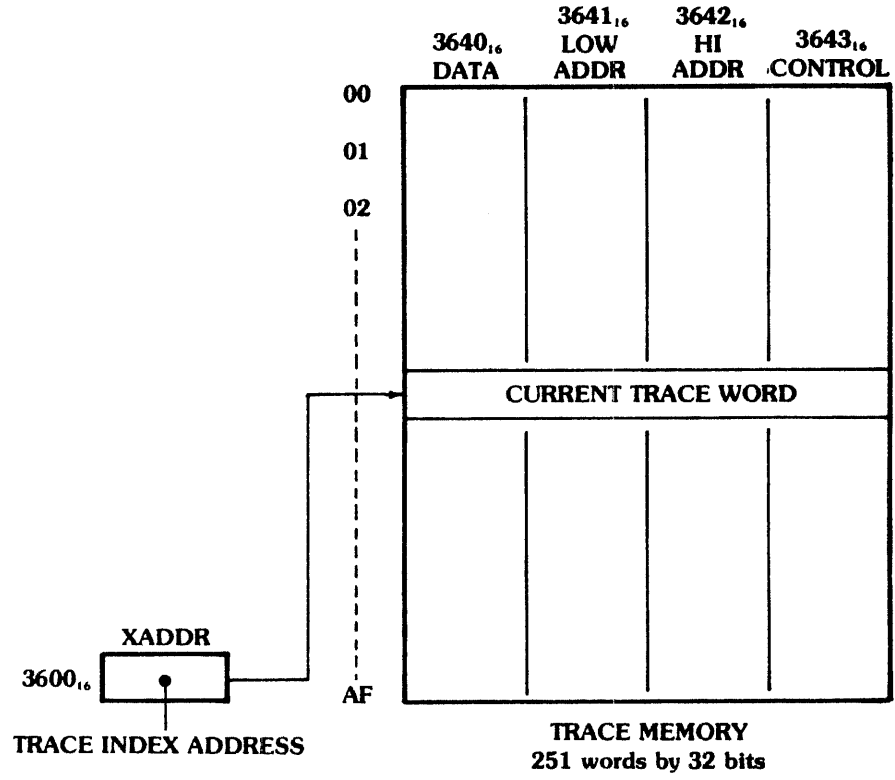 3640₁₆
DATA
3641₁₆
LOW
ADDR
3642₁₆
HI
ADDR
3643₁₆
CONTROL
00
01
02
CURRENT TRACE WORD
XADDR
3600₁₆
AF
TRACE INDEX ADDRESS
TRACE MEMORY
251 words by 32 bits